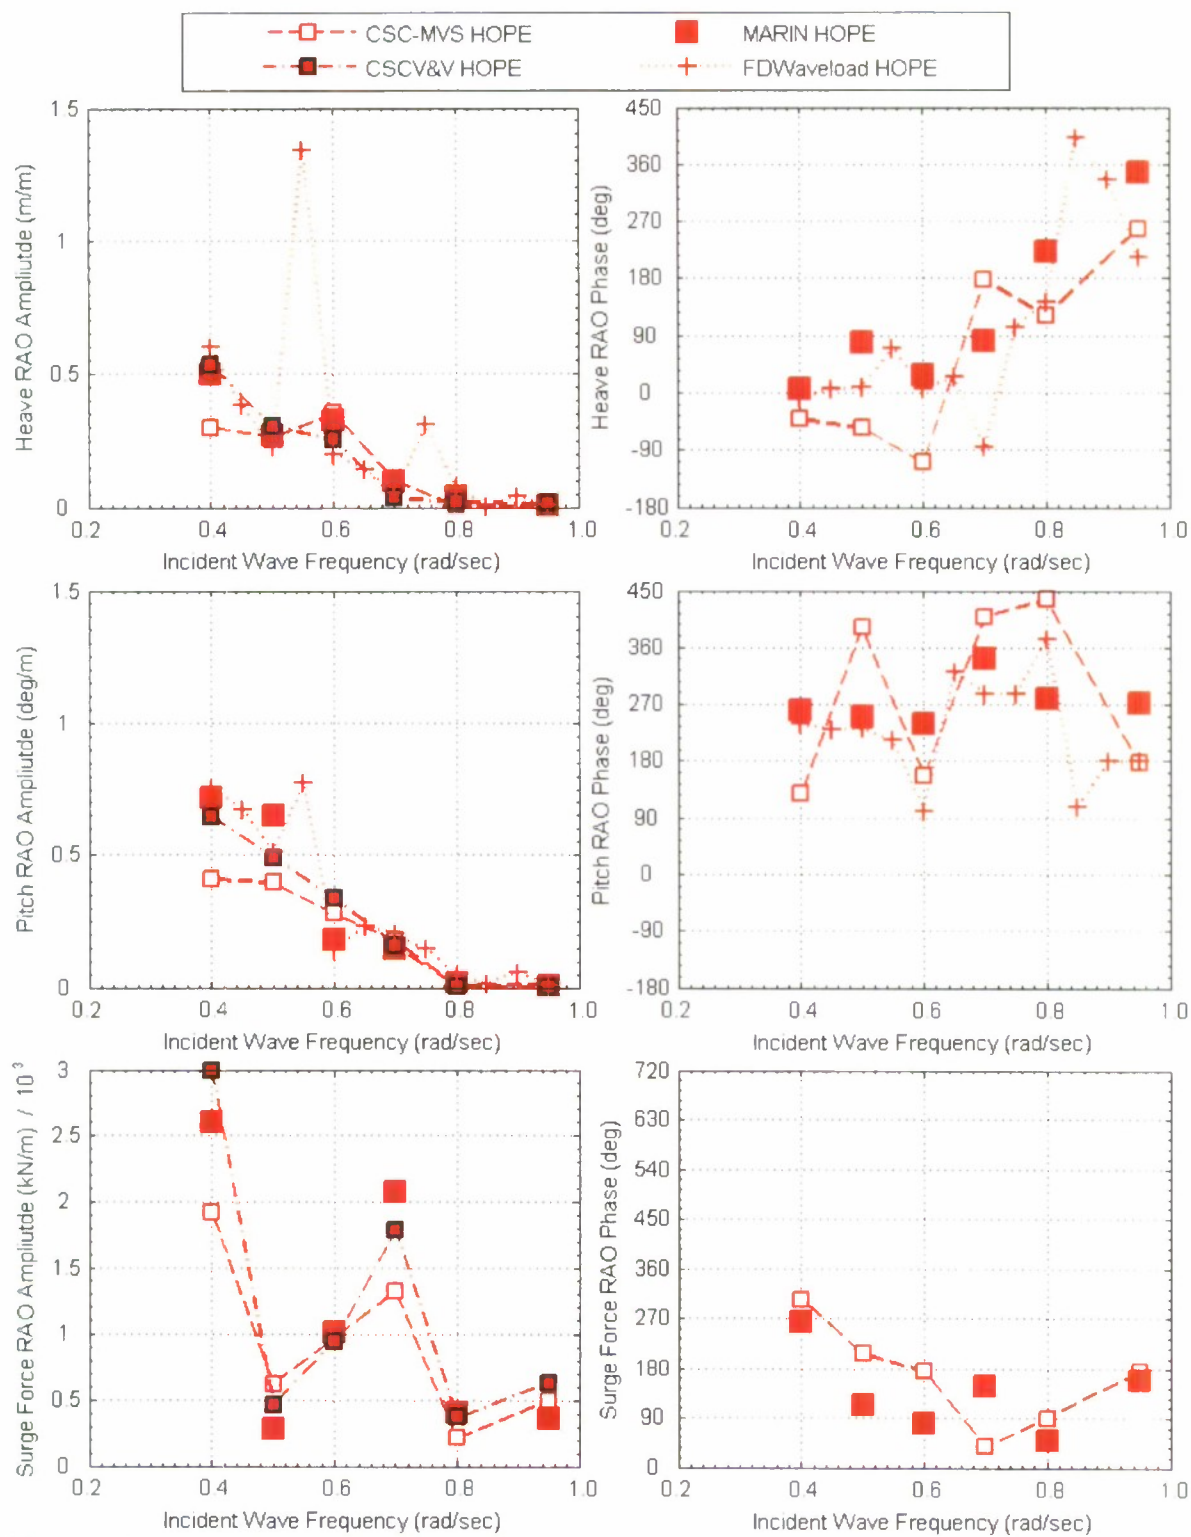 CSC-MVS HOPE
MARIN HOPE
CSCV&V HOPE
FDWaveload HOPE
Heave RAO Ampliutde (m/m)
1.5
1
0.5
0
0.2 0.4 0.6 0.8 1.0
Incident Wave Frequency (rad/sec)
Heave RAO Phase (deg)
450
360
270
180
90
0
-90
-180
0.2 0.4 0.6 0.8 1.0
Incident Wave Frequency (rad/sec)
Pitch RAO Ampliutde (deg/m)
1.5
1
0.5
0
0.2 0.4 0.6 0.8 1.0
Incident Wave Frequency (rad/sec)
Pitch RAO Phase (deg)
450
360
270
180
90
0
-90
-180
0.2 0.4 0.6 0.8 1.0
Incident Wave Frequency (rad/sec)
Surge Force RAO Ampliutde (kN/m) / 10³
3
2.5
2
1.5
1
0.5
0
0.2 0.4 0.6 0.8 1.0
Incident Wave Frequency (rad/sec)
Surge Force RAO Phase (deg)
720
630
540
450
360
270
180
90
0
0.2 0.4 0.6 0.8 1.0
Incident Wave Frequency (rad/sec)